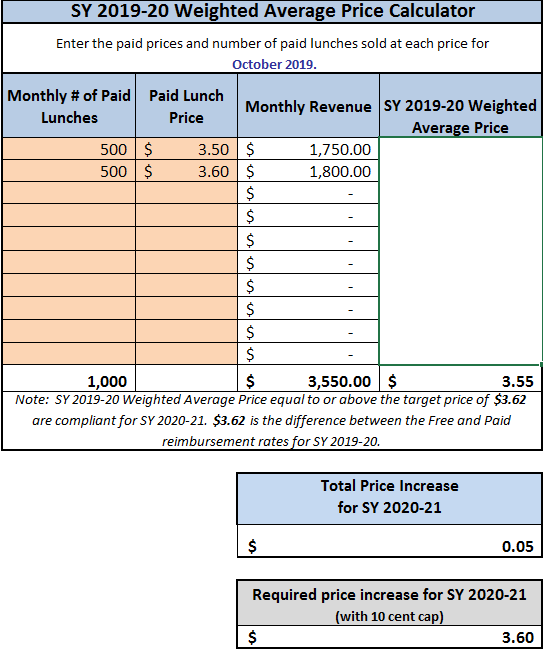 SY 2019-20 Weighted Average Price Calculator
Enter the paid prices and number of paid lunches sold at each price for
October 2019.
Monthly # of Paid Lunches Paid Lunch Price Monthly Revenue SY 2019-20 Weighted Average Price
500 $ 3.50 $ 1,750.00
500 $ 3.60 $ 1,800.00
$ -
$ -
$ -
$ -
$ -
$ -
$ -
$ -
1,000 $ 3,550.00 $ 3.55
Note: SY 2019-20 Weighted Average Price equal to or above the target price of $3.62
are compliant for SY 2020-21. $3.62 is the difference between the Free and Paid
reimbursement rates for SY 2019-20.
Total Price Increase
for SY 2020-21
$ 0.05
Required price increase for SY 2020-21
(with 10 cent cap)
$ 3.60